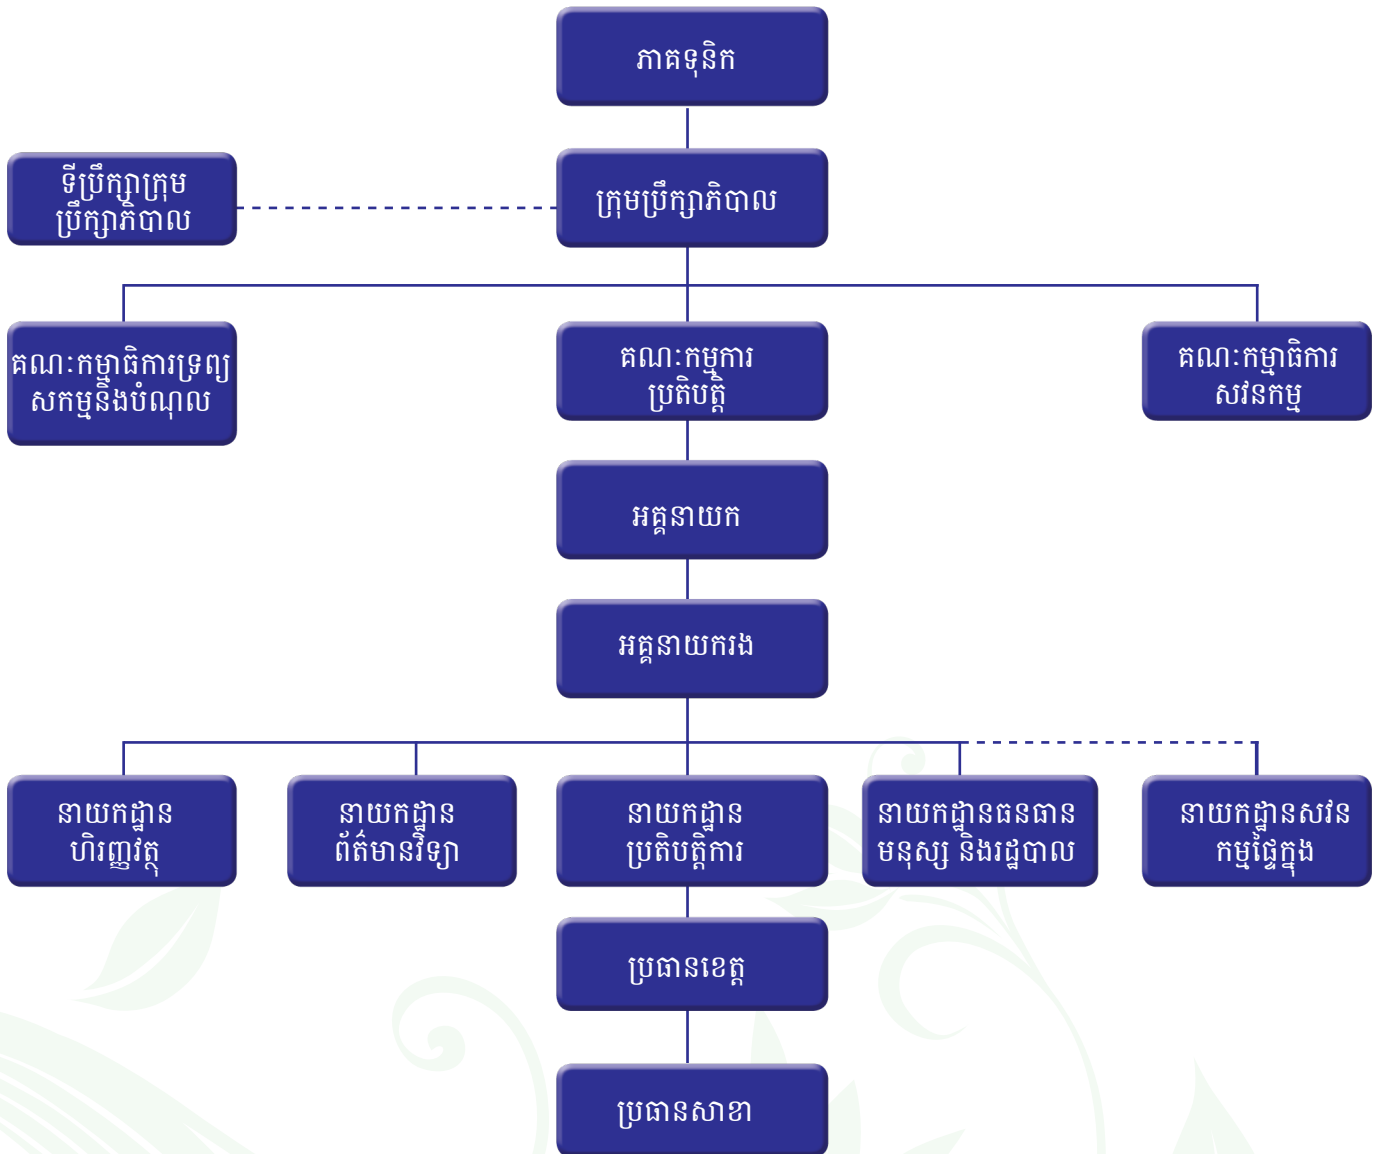 ភាគទុនិក
ទីប្រឹក្សាក្រុម
ប្រឹក្សាភិបាល
ក្រុមប្រឹក្សាភិបាល
គណៈកម្មាធិការទ្រព្យ
សកម្មនិងបំណុល
គណៈកម្មការ
ប្រតិបត្តិ
គណៈកម្មាធិការ
សវនកម្ម
អគ្គនាយក
អគ្គនាយករង
នាយកដ្ឋាន
ហិរញ្ញវត្ថុ
នាយកដ្ឋាន
ព័ត៌មានវិទ្យា
នាយកដ្ឋាន
ប្រតិបត្តិការ
នាយកដ្ឋានធនធាន
មនុស្ស និងរដ្ឋបាល
នាយកដ្ឋានសវន
កម្មផ្ទៃក្នុង
ប្រធានខេត្ត
ប្រធានសាខា